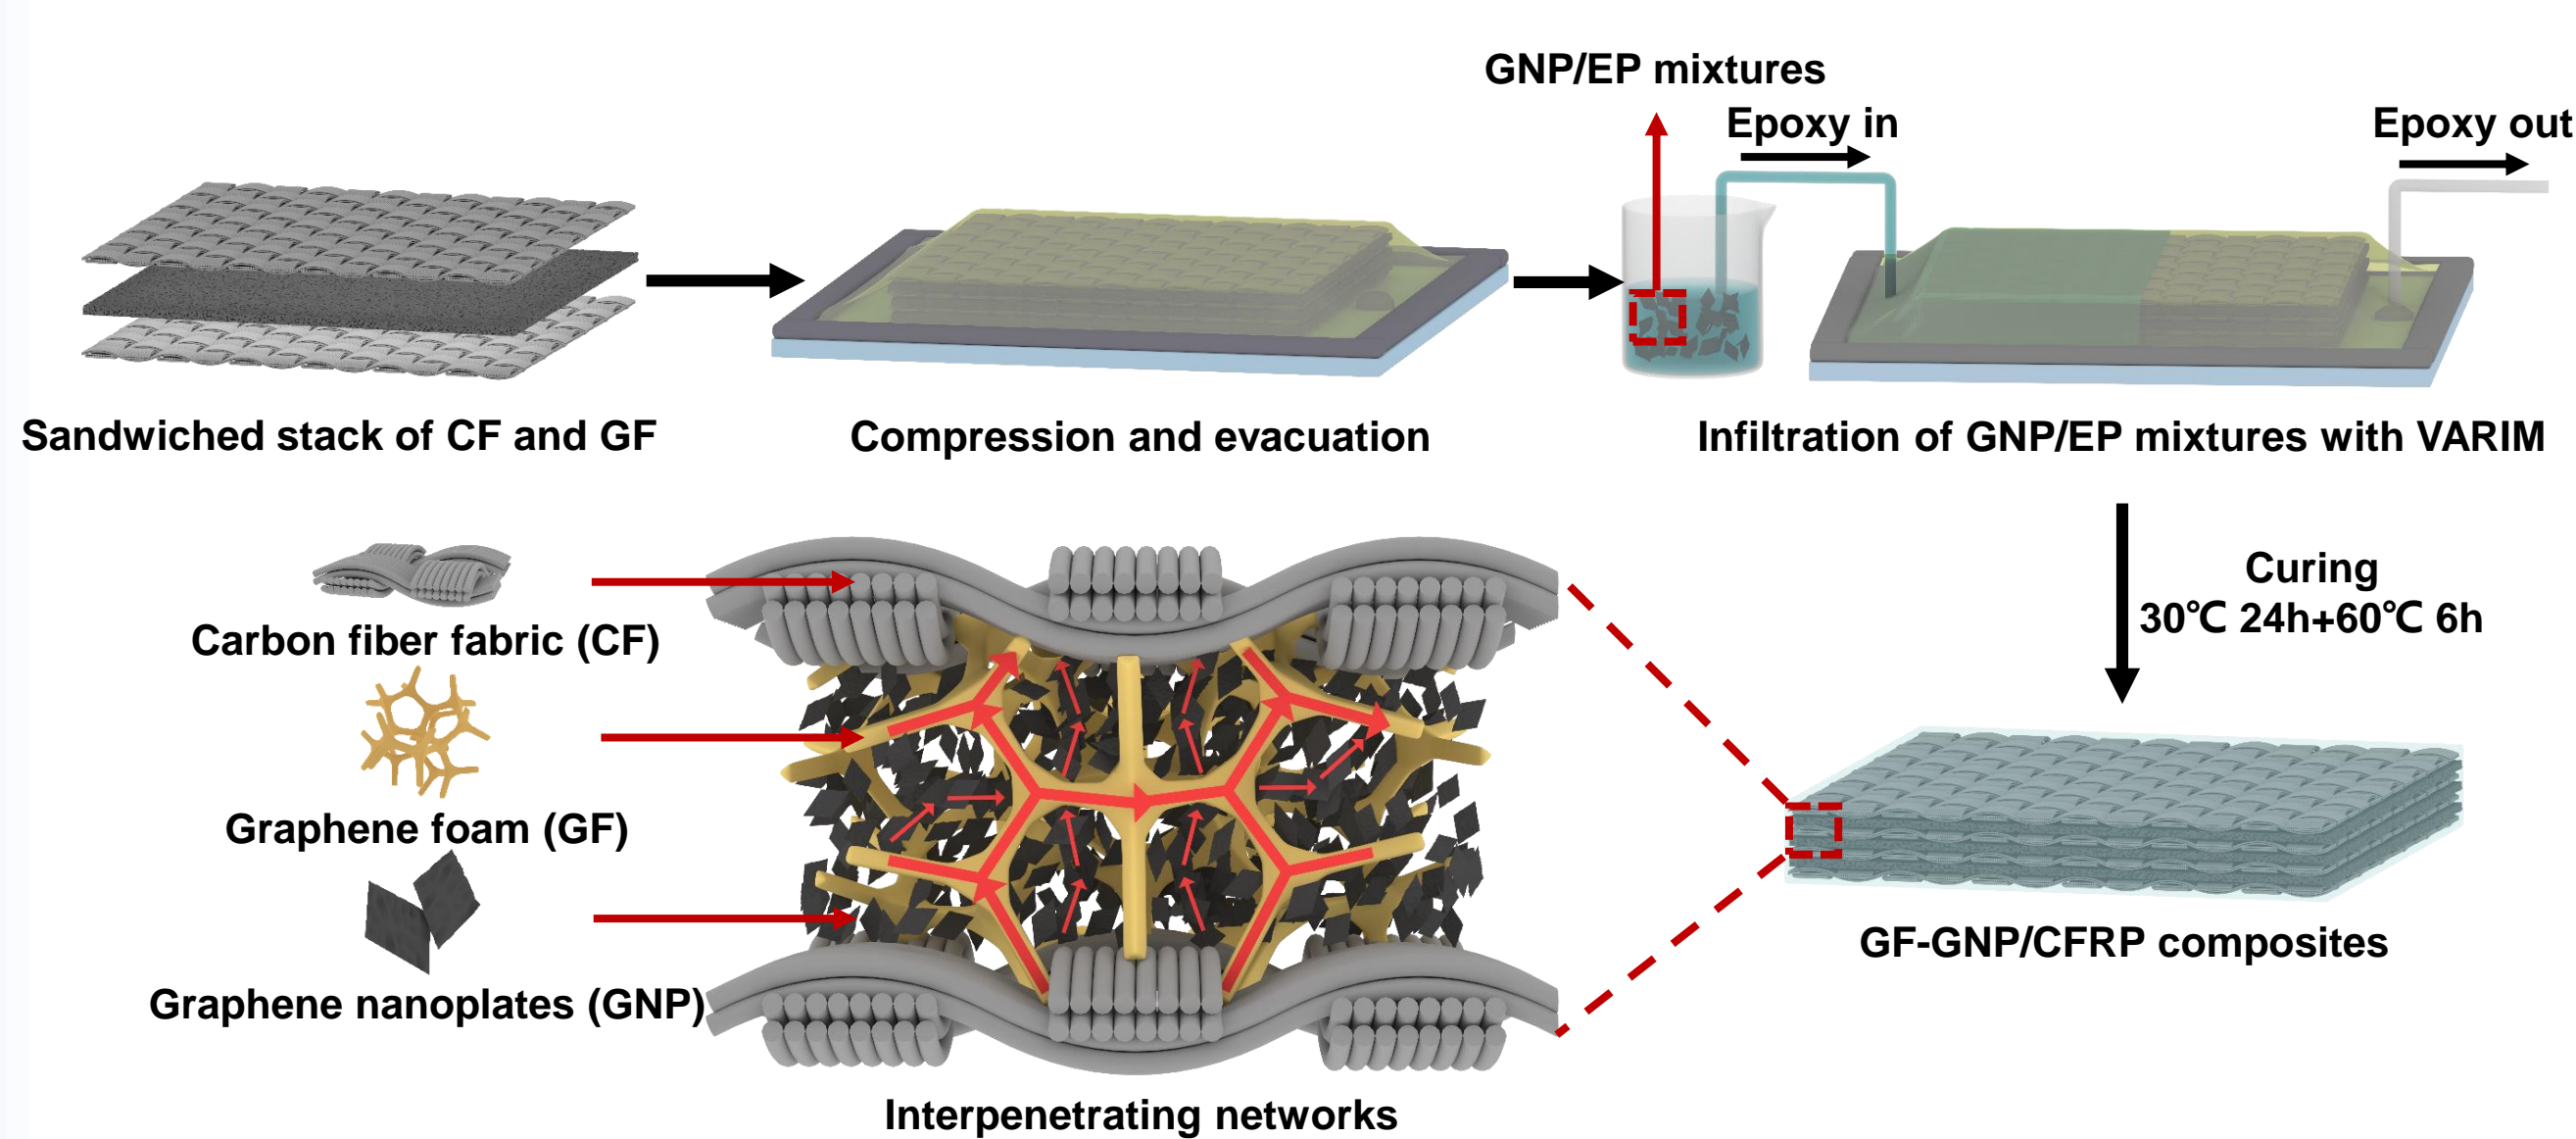 GNP/EP mixtures
Epoxy in
Epoxy out
Sandwiched stack of CF and GF
Compression and evacuation
Infiltration of GNP/EP mixtures with VARIM
Curing
30℃ 24h+60℃ 6h
Carbon fiber fabric (CF)
Graphene foam (GF)
Graphene nanoplates (GNP)
GF-GNP/CFRP composites
Interpenetrating networks